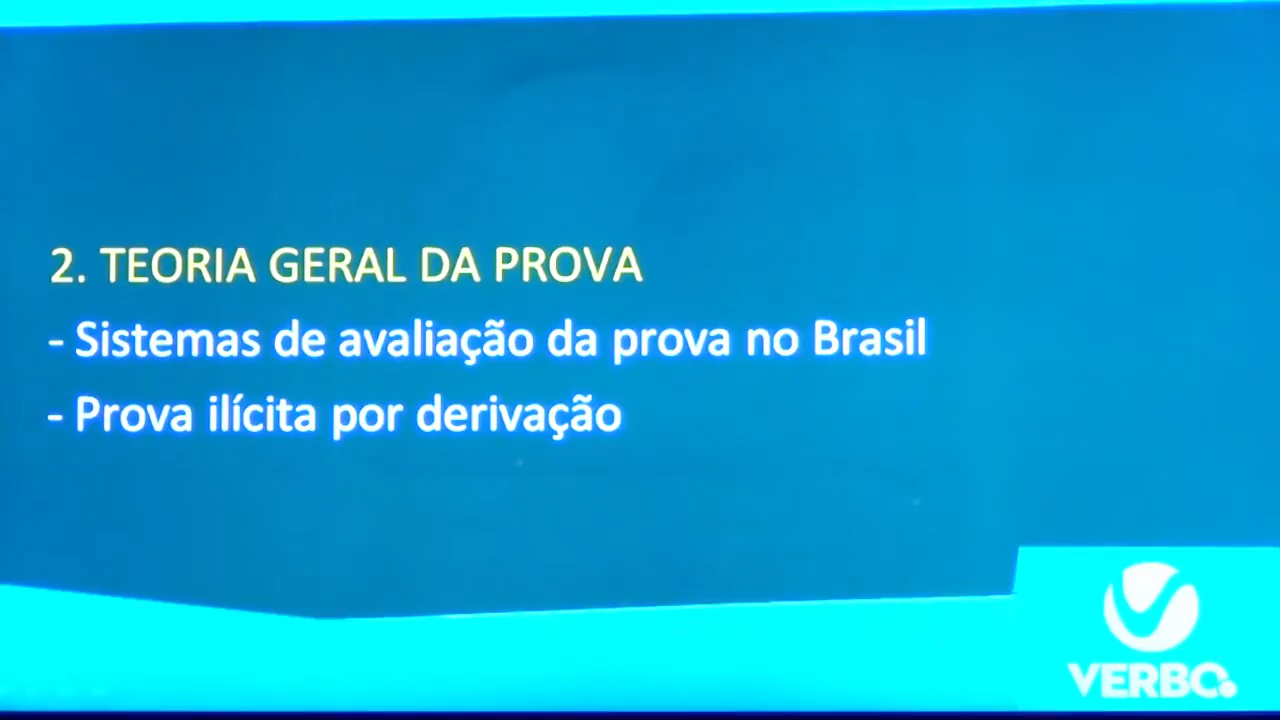 2. TEORIA GERAL DA PROVA
- Sistemas de avaliação da prova no Brasil
- Prova ilícita por derivação
VERBO.